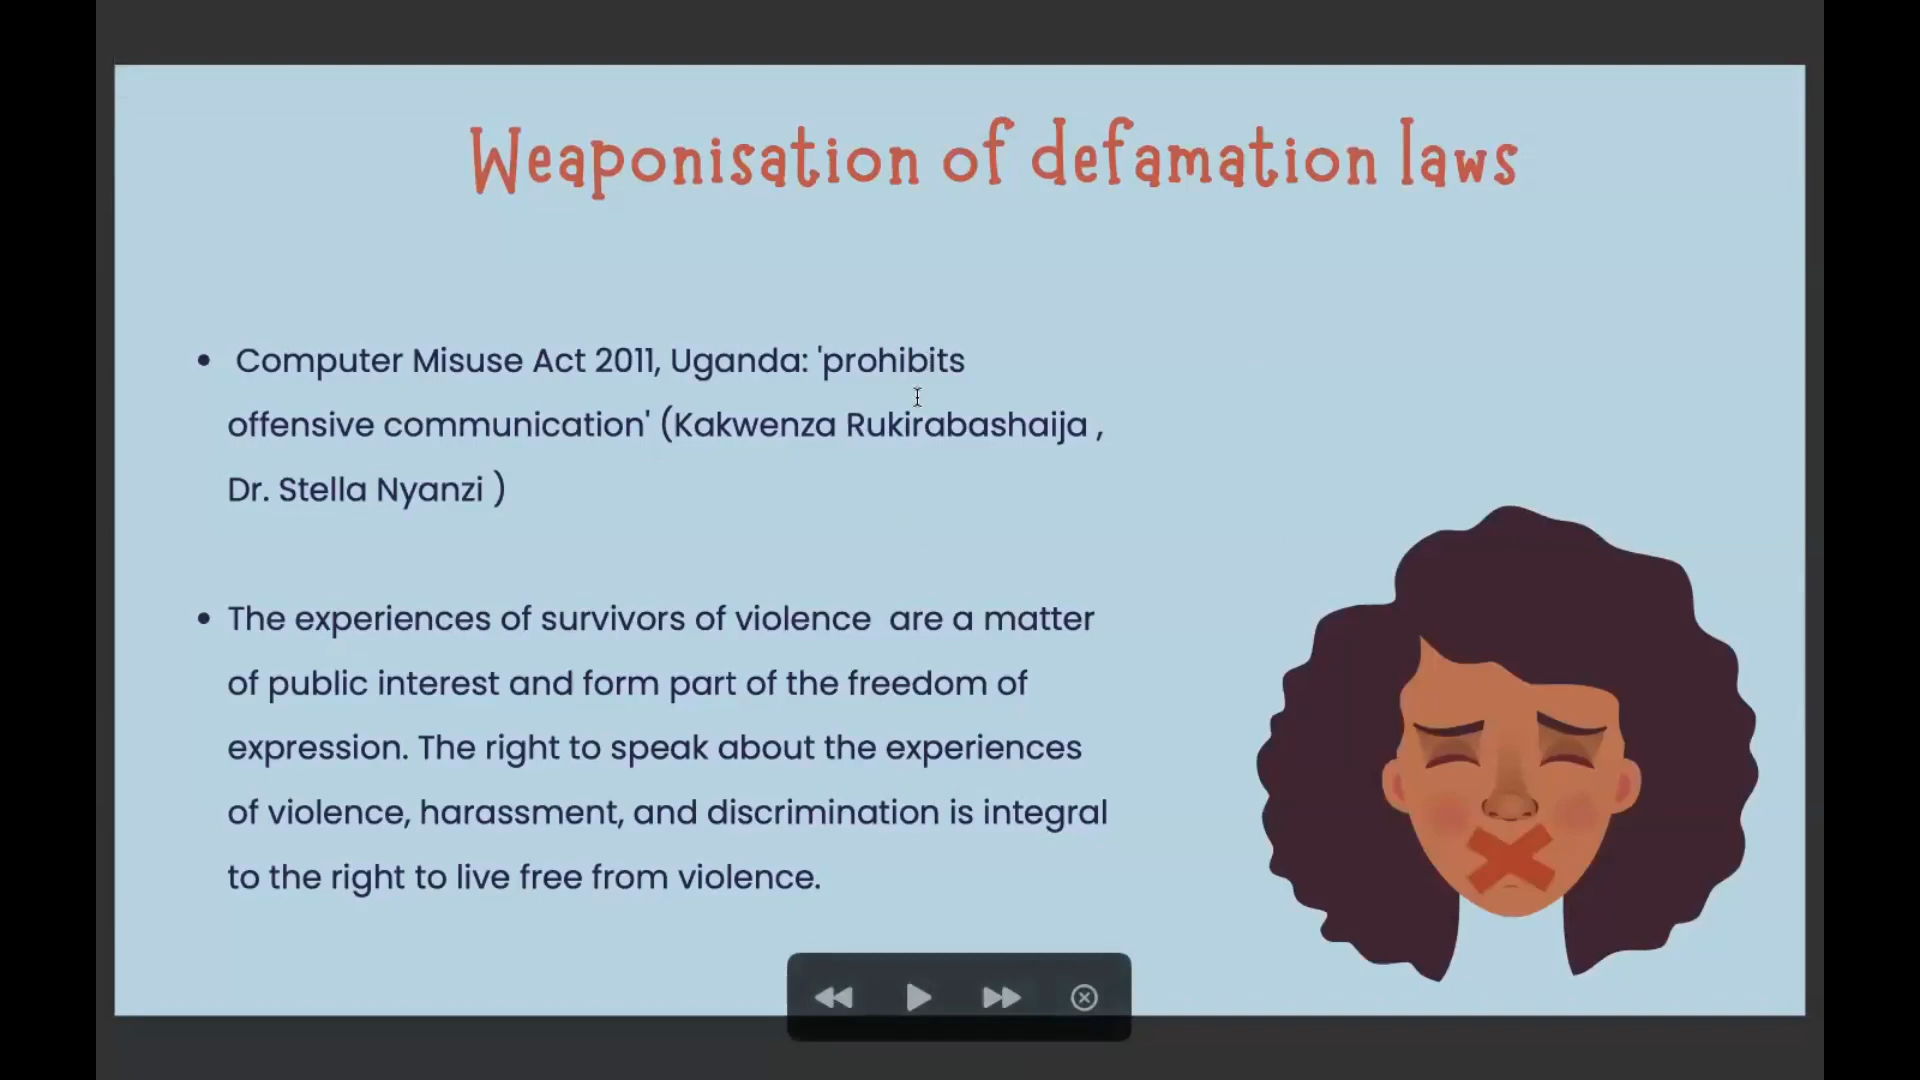 Weaponisation of defamation laws
• Computer Misuse Act 2011, Uganda: 'prohibits
offensive communication' (Kakwenza Rukirabashaija ,
Dr. Stella Nyanzi )
• The experiences of survivors of violence  are a matter
of public interest and form part of the freedom of
expression. The right to speak about the experiences
of violence, harassment, and discrimination is integral
to the right to live free from violence.